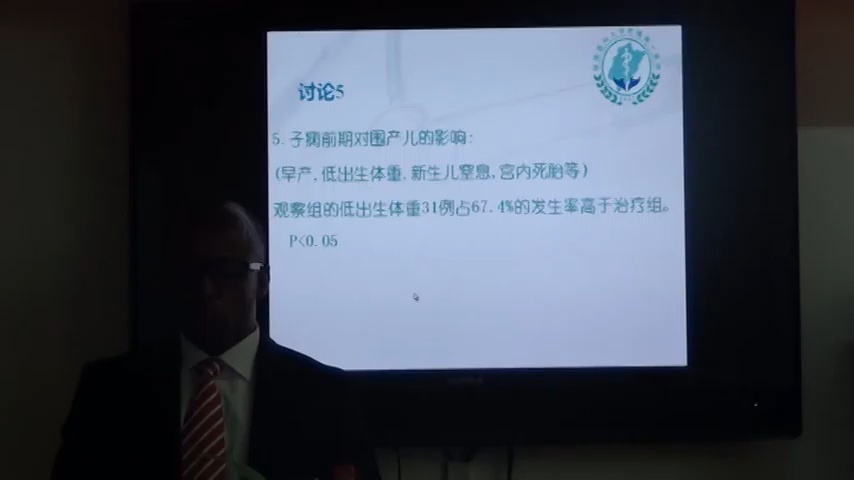 讨论5
5.子痫前期对围产儿的影响:
(早产,低出生体重,新生儿窒息,宫内死胎等)
观察组的低出生体重31例占67.4%的发生率高于治疗组。
P<0.05